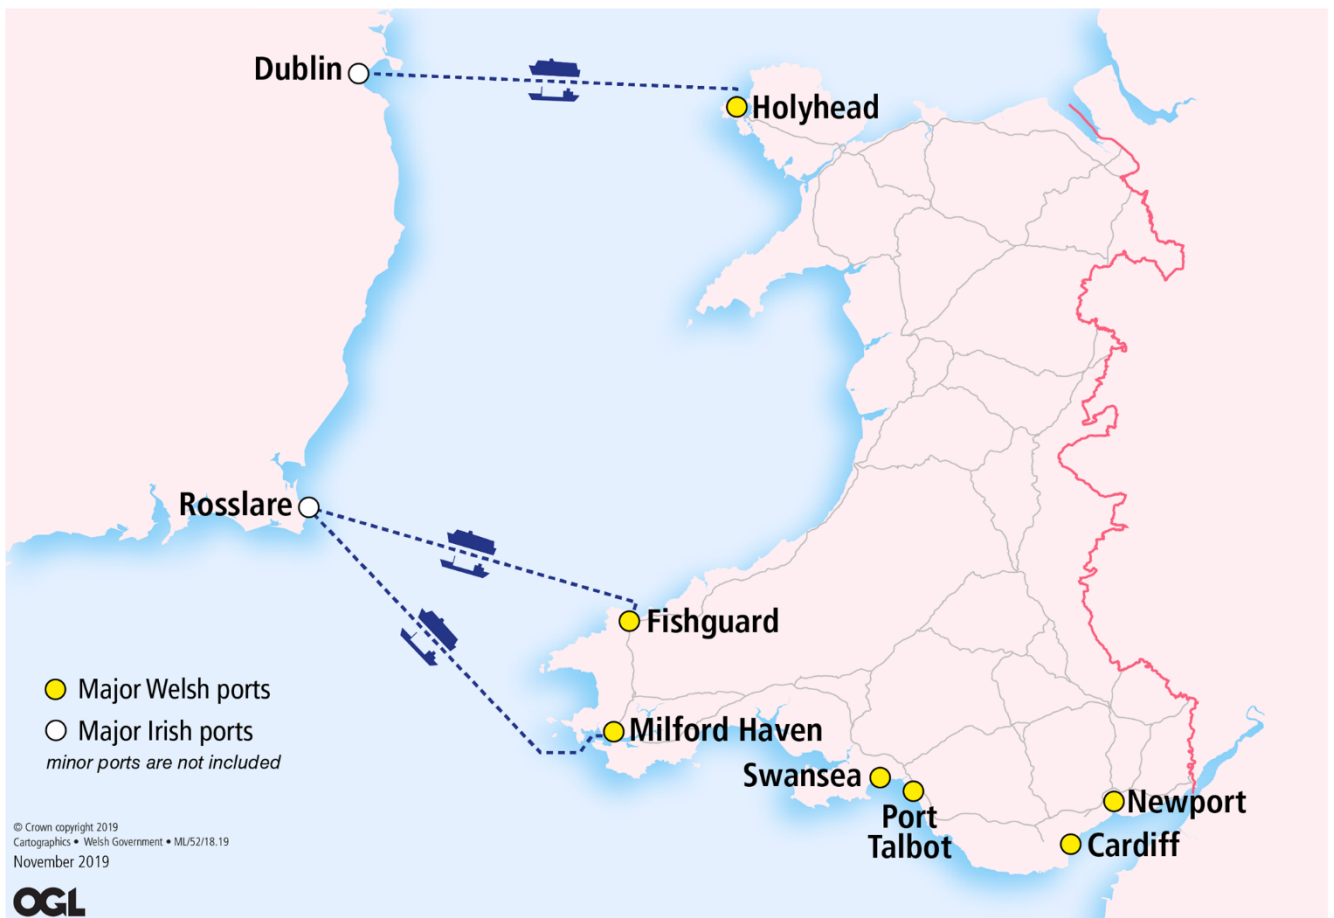 Dublin
Holyhead
Rosslare
Fishguard
Major Welsh ports
Major Irish ports
minor ports are not included
Milford Haven
Swansea
Port
Talbot
Newport
Cardiff
© Crown copyright 2019
Cartographics • Welsh Government • ML/52/18.19
November 2019
OGL